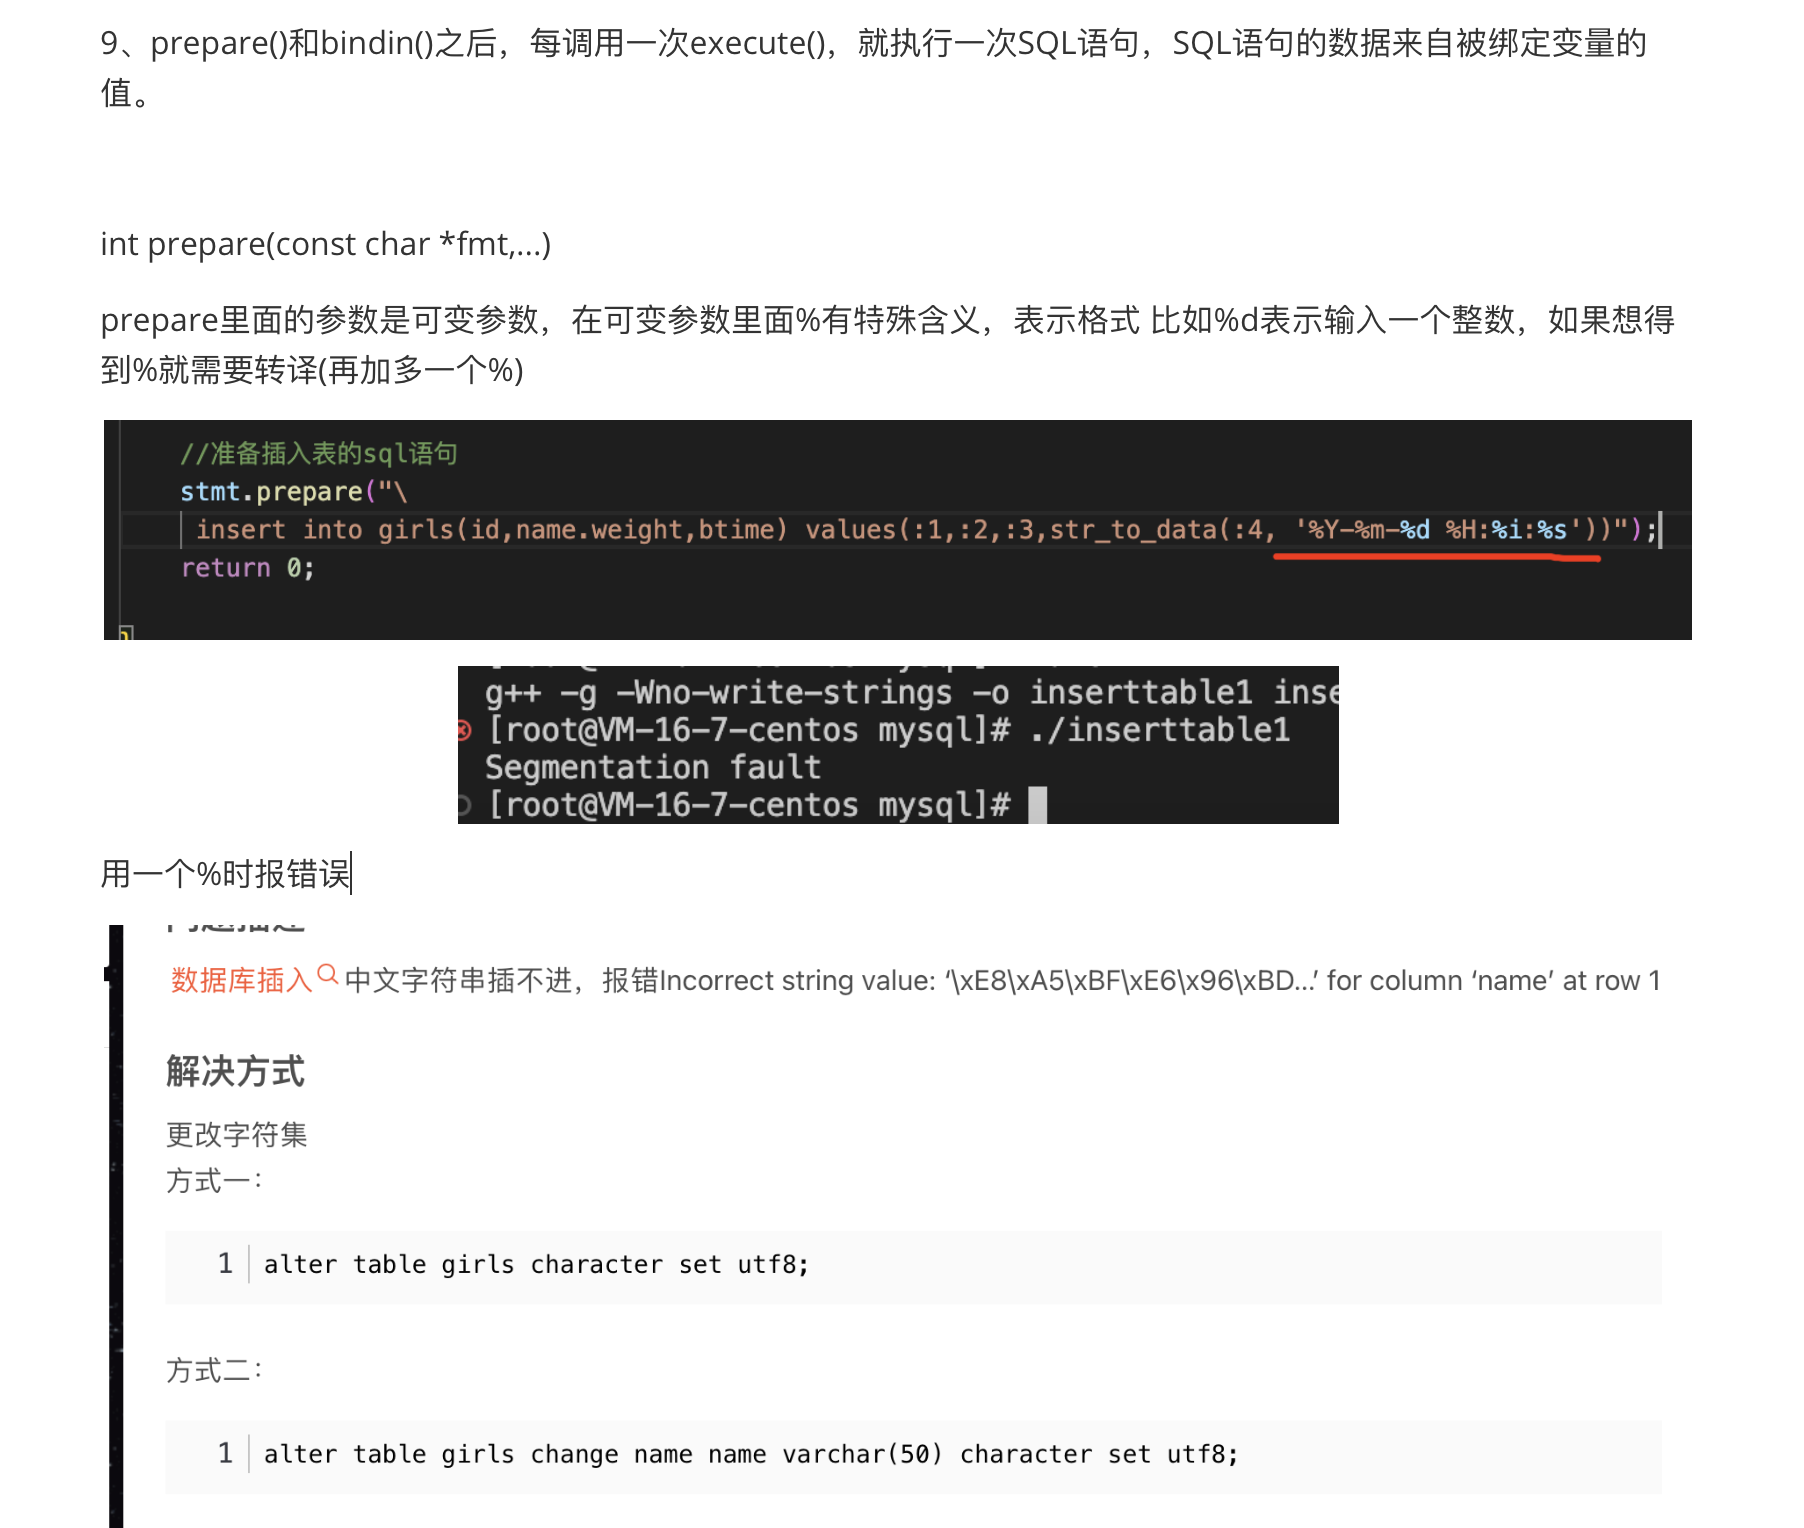 9、prepare()和bindin()之后，每调用一次execute()，就执行一次SQL语句，SQL语句的数据来自被绑定变量的
值。
int prepare(const char *fmt,...)
prepare里面的参数是可变参数，在可变参数里面%有特殊含义，表示格式 比如%d表示输入一个整数，如果想得
到%就需要转译(再加多一个%)
//准备插入表的sql语句
stmt.prepare("\
insert into girls(id,name.weight,btime) values(:1,:2,:3,str_to_data(:4, '%Y-%m-%d %H:%i:%s'))");
return 0;
}
g++ -g -Wno-write-strings -o inserttable1 inse
[root@VM-16-7-centos mysql]# ./inserttable1
Segmentation fault
[root@VM-16-7-centos mysql]#
用一个%时报错误
数据库插入 中文字符串插不进，报错Incorrect string value: ‘\xE8\xA5\xBF\xE6\x96\xBD...’ for column ‘name’ at row 1
解决方式
更改字符集
方式一：
1 alter table girls character set utf8;
方式二：
1 alter table girls change name name varchar(50) character set utf8;